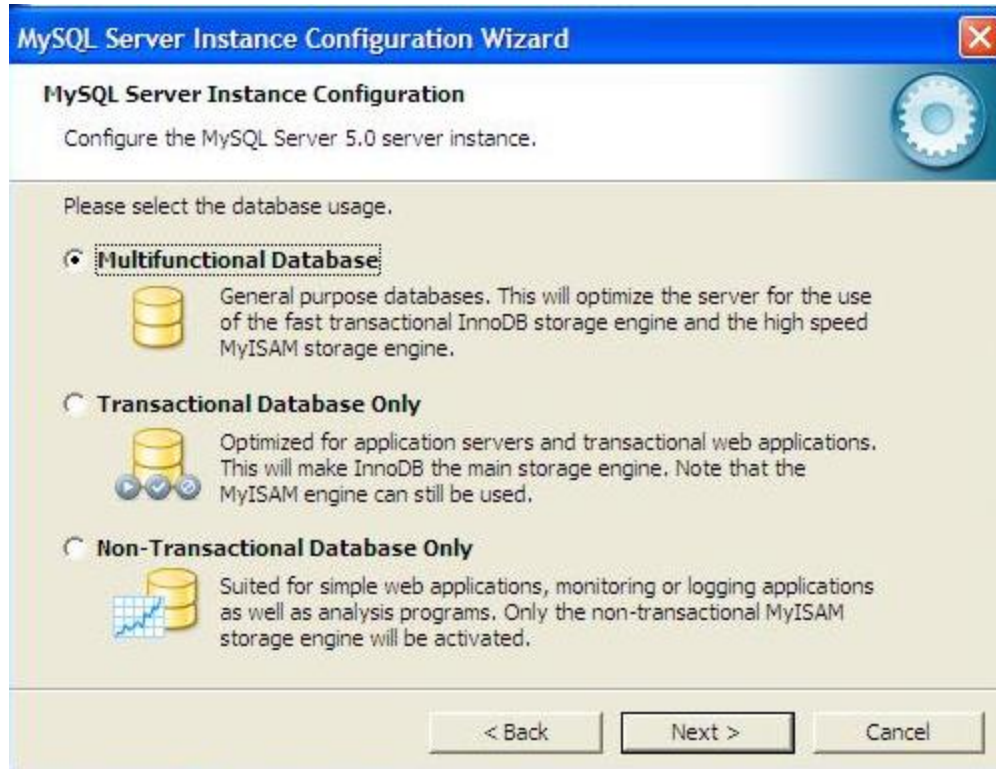 MySQL Server Instance Configuration Wizard
MySQL Server Instance Configuration
Configure the MySQL Server 5.0 server instance.
Please select the database usage.
Multifunctional Database
General purpose databases. This will optimize the server for the use
of the fast transactional InnoDB storage engine and the high speed
MyISAM storage engine.
Transactional Database Only
Optimized for application servers and transactional web applications.
This will make InnoDB the main storage engine. Note that the
MyISAM engine can still be used.
Non-Transactional Database Only
Suited for simple web applications, monitoring or logging applications
as well as analysis programs. Only the non-transactional MyISAM
storage engine will be activated.
< Back
Next >
Cancel